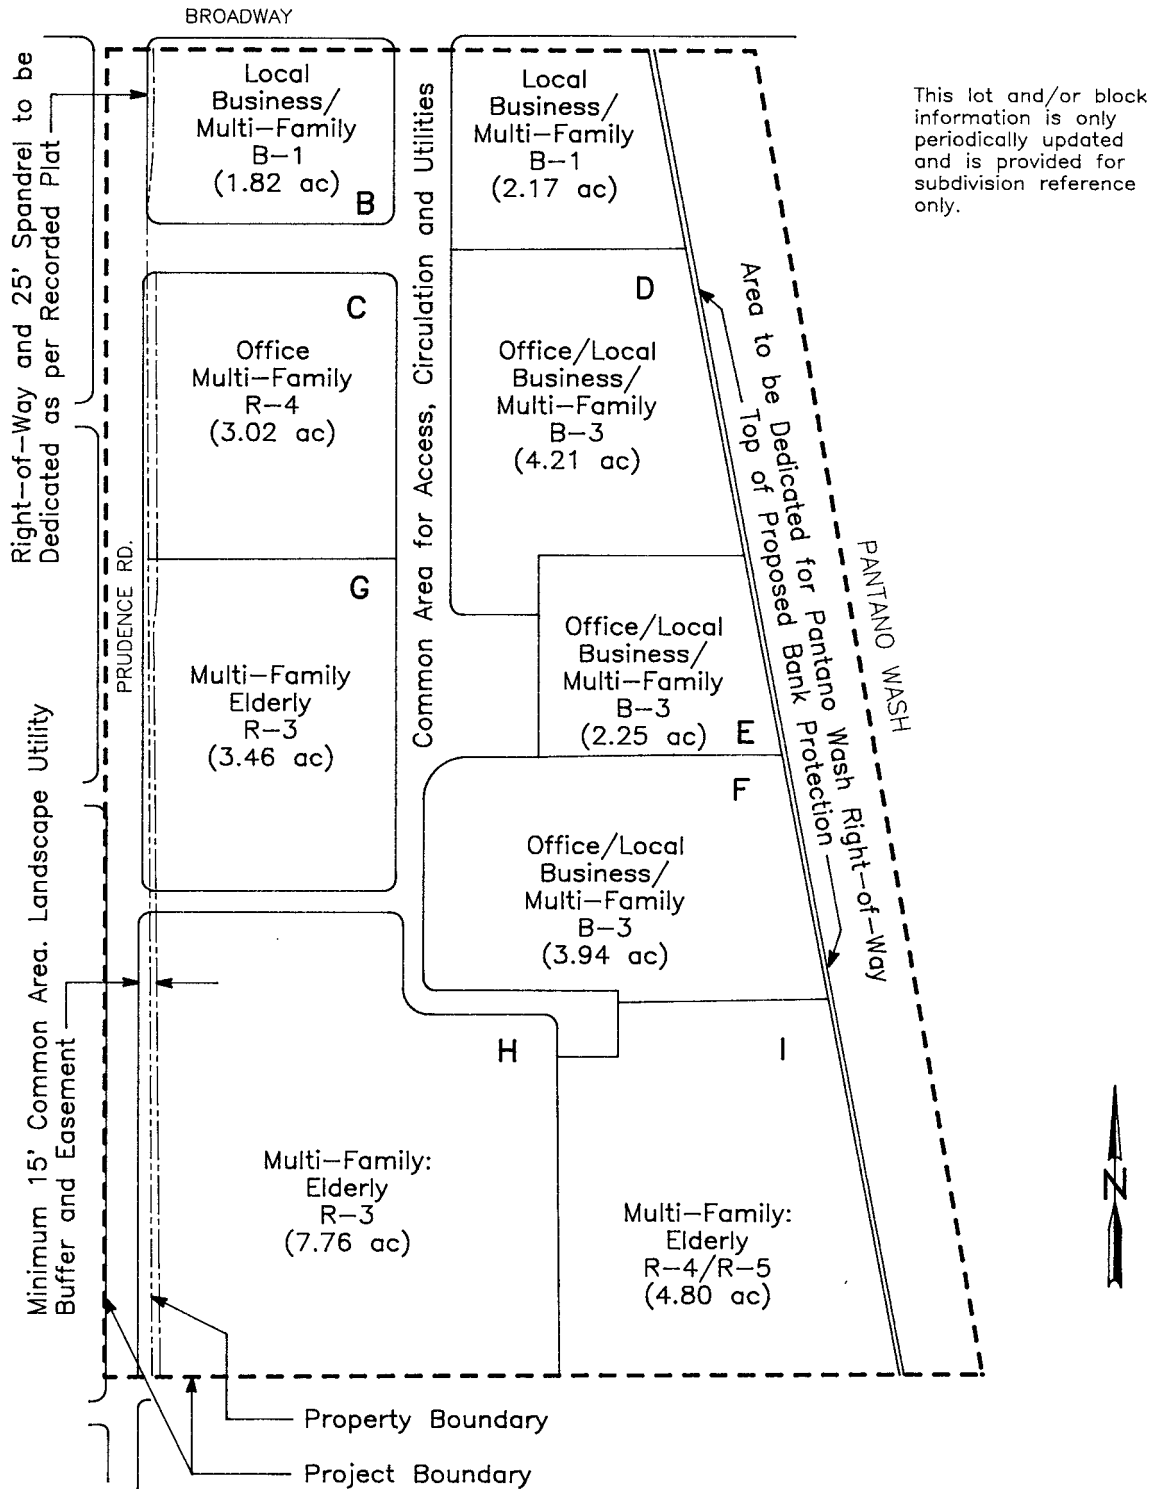 BROADWAY
Right-of-Way and 25' Spandrel to be
Dedicated as per Recorded Plat
Local
Business/
Multi-Family
B-1
(1.82 ac)
B
Common Area for Access, Circulation and Utilities
Local
Business/
Multi-Family
B-1
(2.17 ac)
This lot and/or block
information is only
periodically updated
and is provided for
subdivision reference
only.
C
Office
Multi-Family
R-4
(3.02 ac)
D
Office/Local
Business/
Multi-Family
B-3
(4.21 ac)
Area to be Dedicated for Pantano Wash Right-of-Way
Top of Proposed Bank Protection
PANTANO WASH
PRUDENCE RD.
G
Multi-Family
Elderly
R-3
(3.46 ac)
Office/Local
Business/
Multi-Family
B-3
(2.25 ac)
E
F
Office/Local
Business/
Multi-Family
B-3
(3.94 ac)
Minimum 15' Common Area. Landscape Utility
Buffer and Easement
H
Multi-Family:
Elderly
R-3
(7.76 ac)
I
Multi-Family:
Elderly
R-4/R-5
(4.80 ac)
N
Property Boundary
Project Boundary